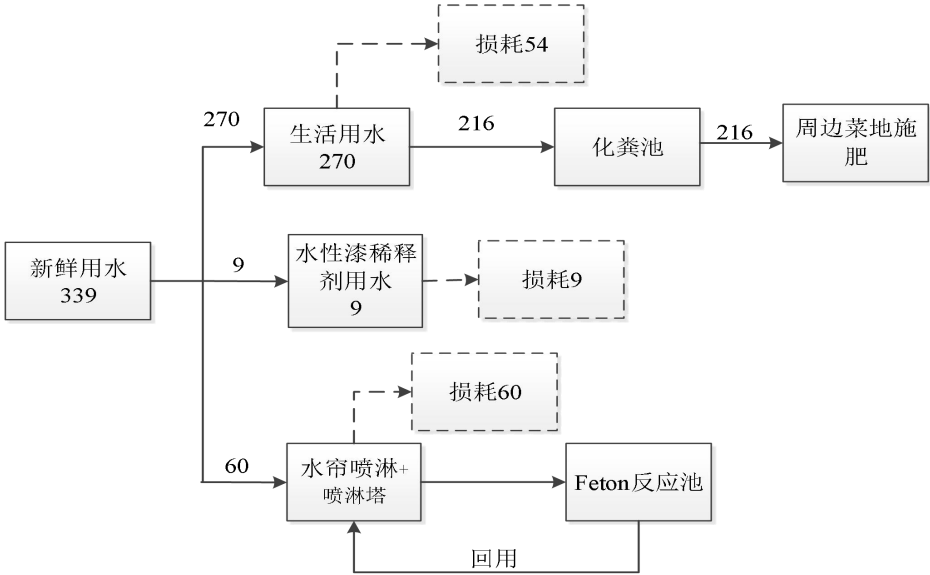 损耗54
270
生活用水
270
216
化粪池
216
周边菜地施
肥
新鲜用水
339
9
水性漆稀释
剂用水
9
损耗9
损耗60
60
水帘喷淋+
喷淋塔
Feton反应池
回用